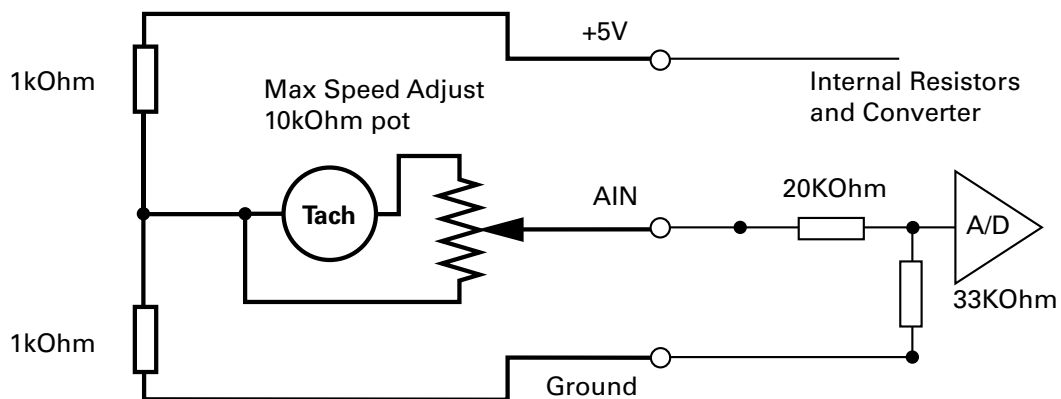 +5V
1kOhm
Max Speed Adjust
10kOhm pot
Internal Resistors
and Converter
Tach
AIN
20KOhm
A/D
33KOhm
1kOhm
Ground